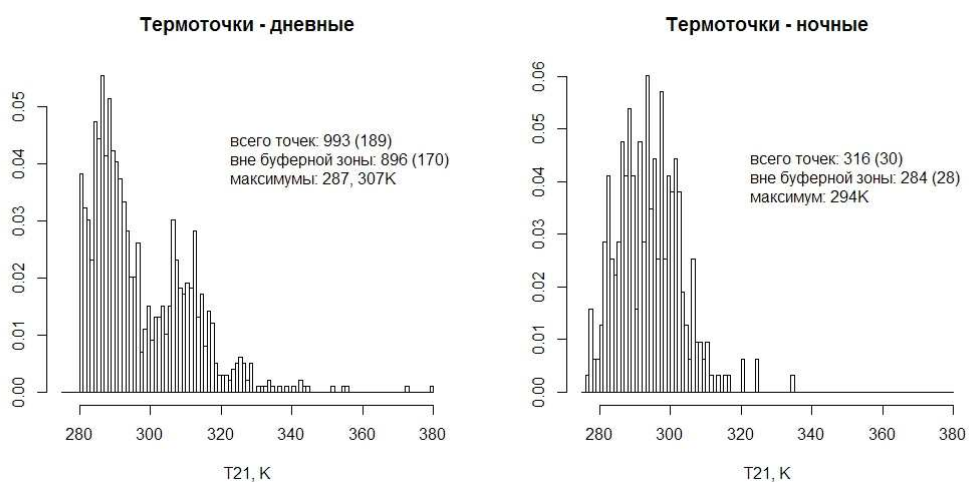 Термоточки - дневные
0.00 0.01 0.02 0.03 0.04 0.05
всего точек: 993 (189)
вне буферной зоны: 896 (170)
максимумы: 287, 307K
280 300 320 340 360 380
T21, K
Термоточки - ночные
0.00 0.01 0.02 0.03 0.04 0.05 0.06
всего точек: 316 (30)
вне буферной зоны: 284 (28)
максимум: 294K
280 300 320 340 360 380
T21, K